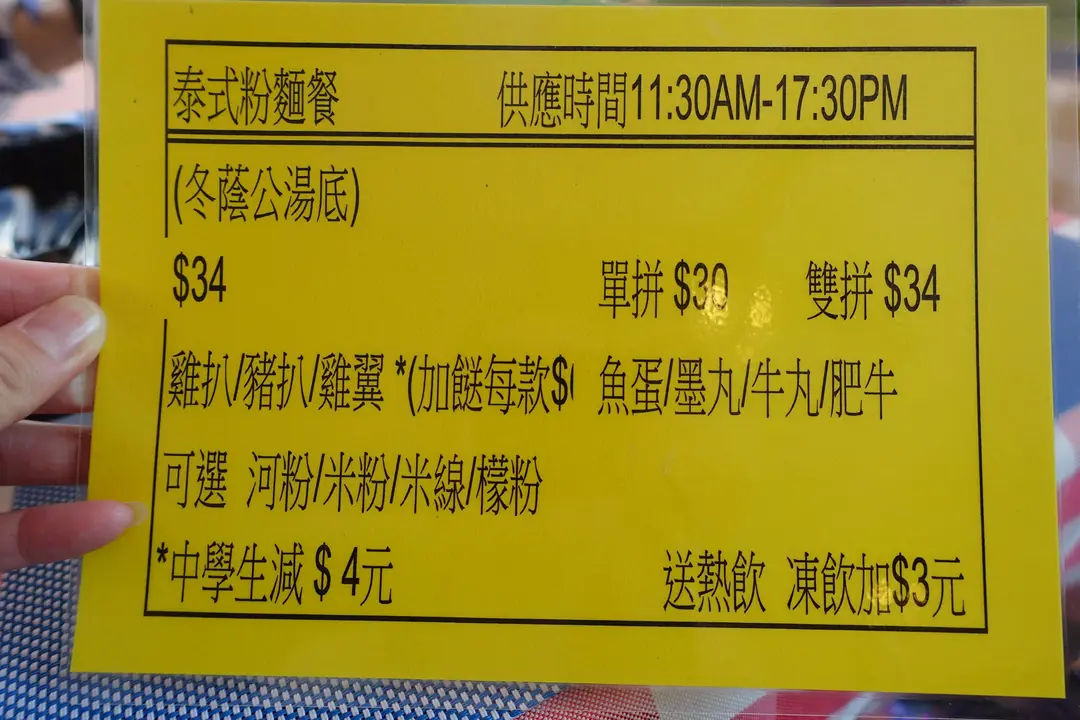 泰式粉麵餐 供應時間11:30AM-17:30PM
(冬蔭公湯底)
$34 單拼 $30 雙拼 $34
雞扒/豬扒/雞翼 *(加餸每款$ 魚蛋/墨丸/牛丸/肥牛
可選 河粉/米粉/米線/檬粉
*中學生減 $ 4元 送熱飲 凍飲加$3元